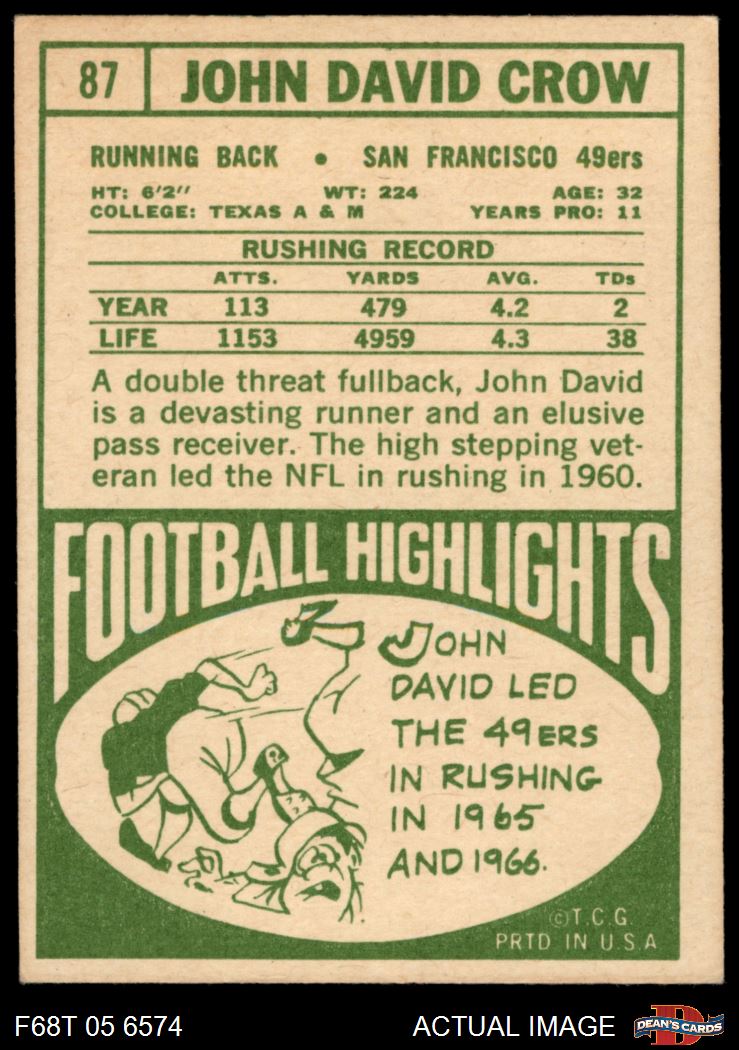 87 JOHN DAVID CROW
RUNNING BACK • SAN FRANCISCO 49ers
HT: 6'2" WT: 224 AGE: 32
COLLEGE: TEXAS A & M YEARS PRO: 11
RUSHING RECORD
ATTS. YARDS AVG. TDs
YEAR 113 479 4.2 2
LIFE 1153 4959 4.3 38
A double threat fullback, John David
is a devasting runner and an elusive
pass receiver. The high stepping vet-
eran led the NFL in rushing in 1960.
FOOTBALL HIGHLIGHTS
JOHN
DAVID LED
THE 49ERS
IN RUSHING
IN 1965
AND 1966.
©T.C.G.
PRTD IN U.S.A
F68T 05 6574 ACTUAL IMAGE D DEAN'S CARDS